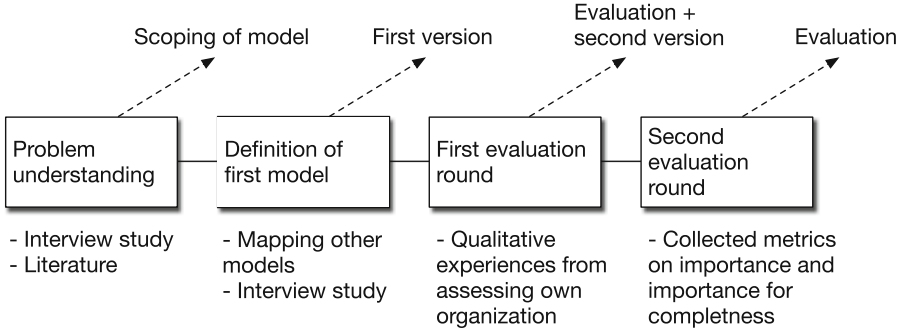 Scoping of model
First version
Evaluation +
second version
Evaluation
Problem
understanding
Definition of
first model
First evaluation
round
Second
evaluation
round
- Interview study
- Literature
- Mapping other
models
- Interview study
- Qualitative
experiences from
assessing own
organization
- Collected metrics
on importance and
importance for
completness